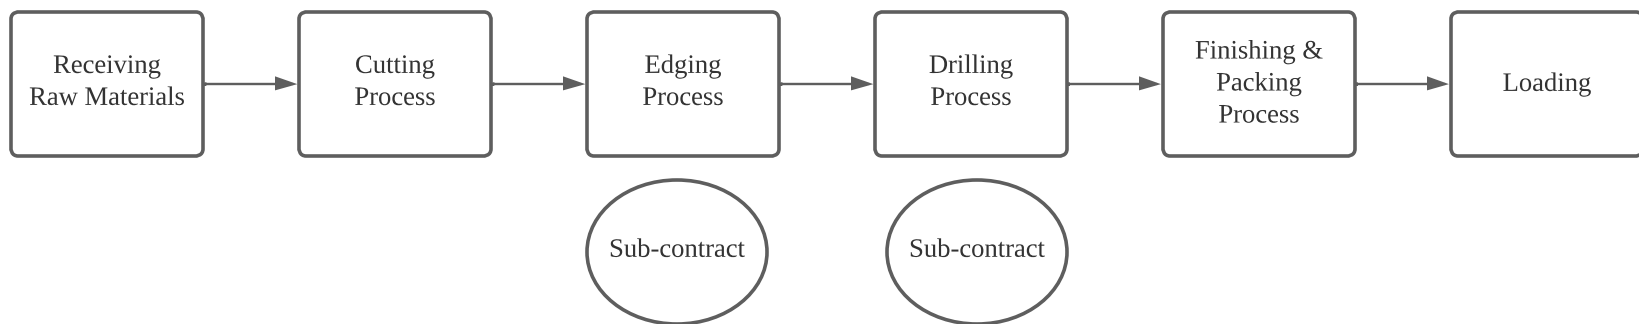 Receiving
Raw Materials
Cutting
Process
Edging
Process
Drilling
Process
Finishing &
Packing
Process
Loading
Sub-contract
Sub-contract